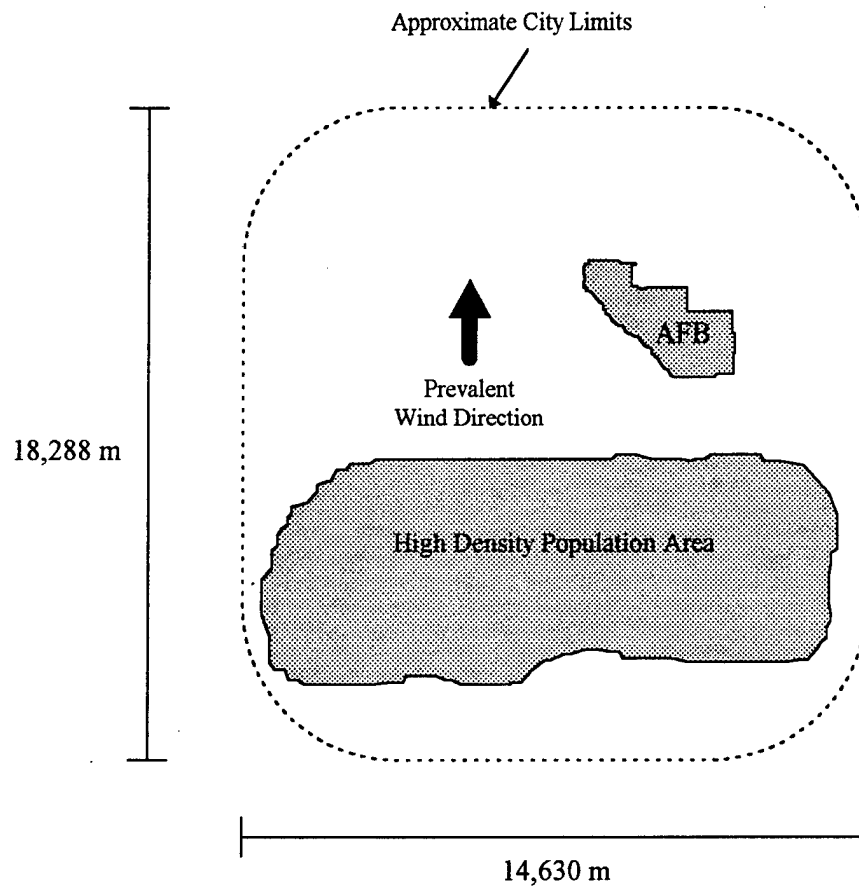 Approximate City Limits
AFB
Prevalent
Wind Direction
18,288 m
High Density Population Area
14,630 m